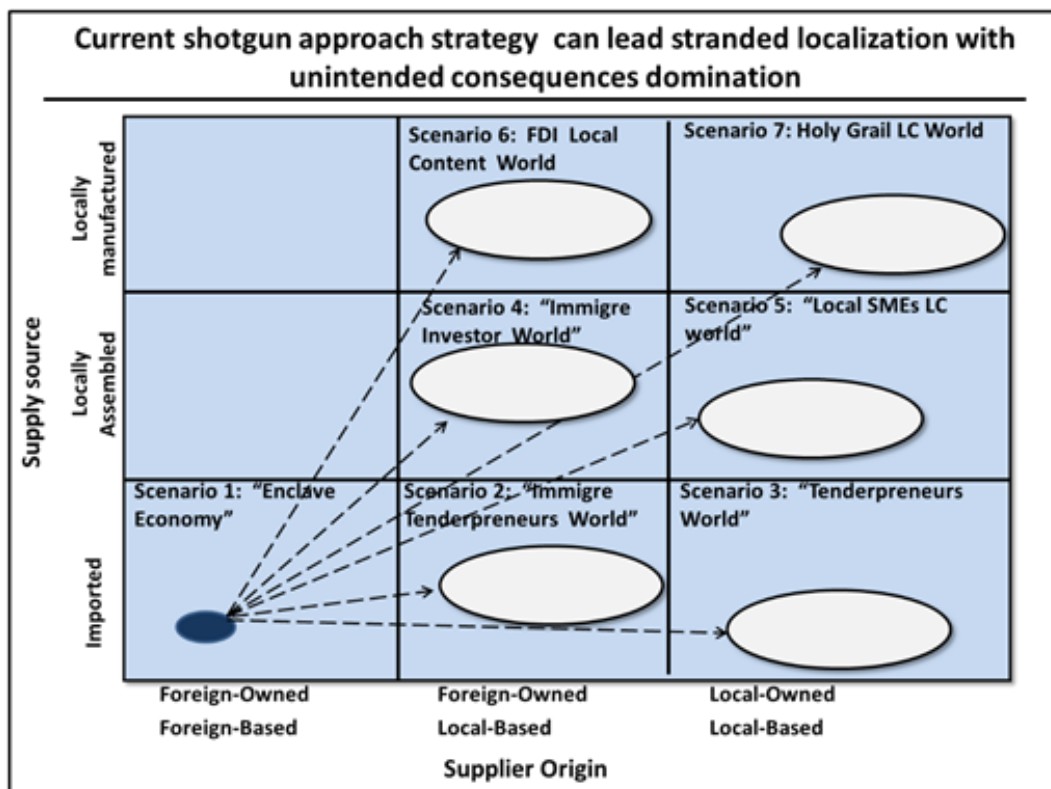 Current shotgun approach strategy can lead stranded localization with
unintended consequences domination
Supply source
Locally
manufactured
Scenario 6: FDI Local
Content World
Scenario 7: Holy Grail LC World
Locally
Assembled
Scenario 4: “Immigre
Investor World”
Scenario 5: “Local SMEs LC
world”
Imported
Scenario 1: “Enclave
Economy”
Scenario 2: “Immigre
Tenderpreneurs World”
Scenario 3: “Tenderpreneurs
World”
Foreign-Owned
Foreign-Based
Foreign-Owned
Local-Based
Local-Owned
Local-Based
Supplier Origin